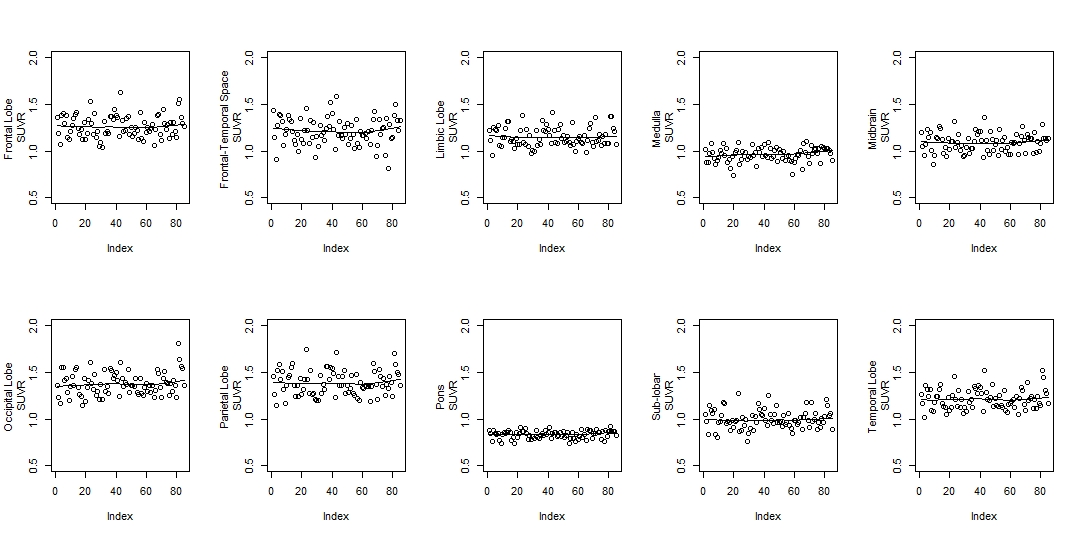 Frontal Lobe
SUVR
0.5 1.0 1.5 2.0
0 20 40 60 80
Index
Frontal-Temporal Space
SUVR
0.5 1.0 1.5 2.0
0 20 40 60 80
Index
Limbic Lobe
SUVR
0.5 1.0 1.5 2.0
0 20 40 60 80
Index
Medulla
SUVR
0.5 1.0 1.5 2.0
0 20 40 60 80
Index
Midbrain
SUVR
0.5 1.0 1.5 2.0
0 20 40 60 80
Index
Occipital Lobe
SUVR
0.5 1.0 1.5 2.0
0 20 40 60 80
Index
Parietal Lobe
SUVR
0.5 1.0 1.5 2.0
0 20 40 60 80
Index
Pons
SUVR
0.5 1.0 1.5 2.0
0 20 40 60 80
Index
Sub-lobar
SUVR
0.5 1.0 1.5 2.0
0 20 40 60 80
Index
Temporal Lobe
SUVR
0.5 1.0 1.5 2.0
0 20 40 60 80
Index